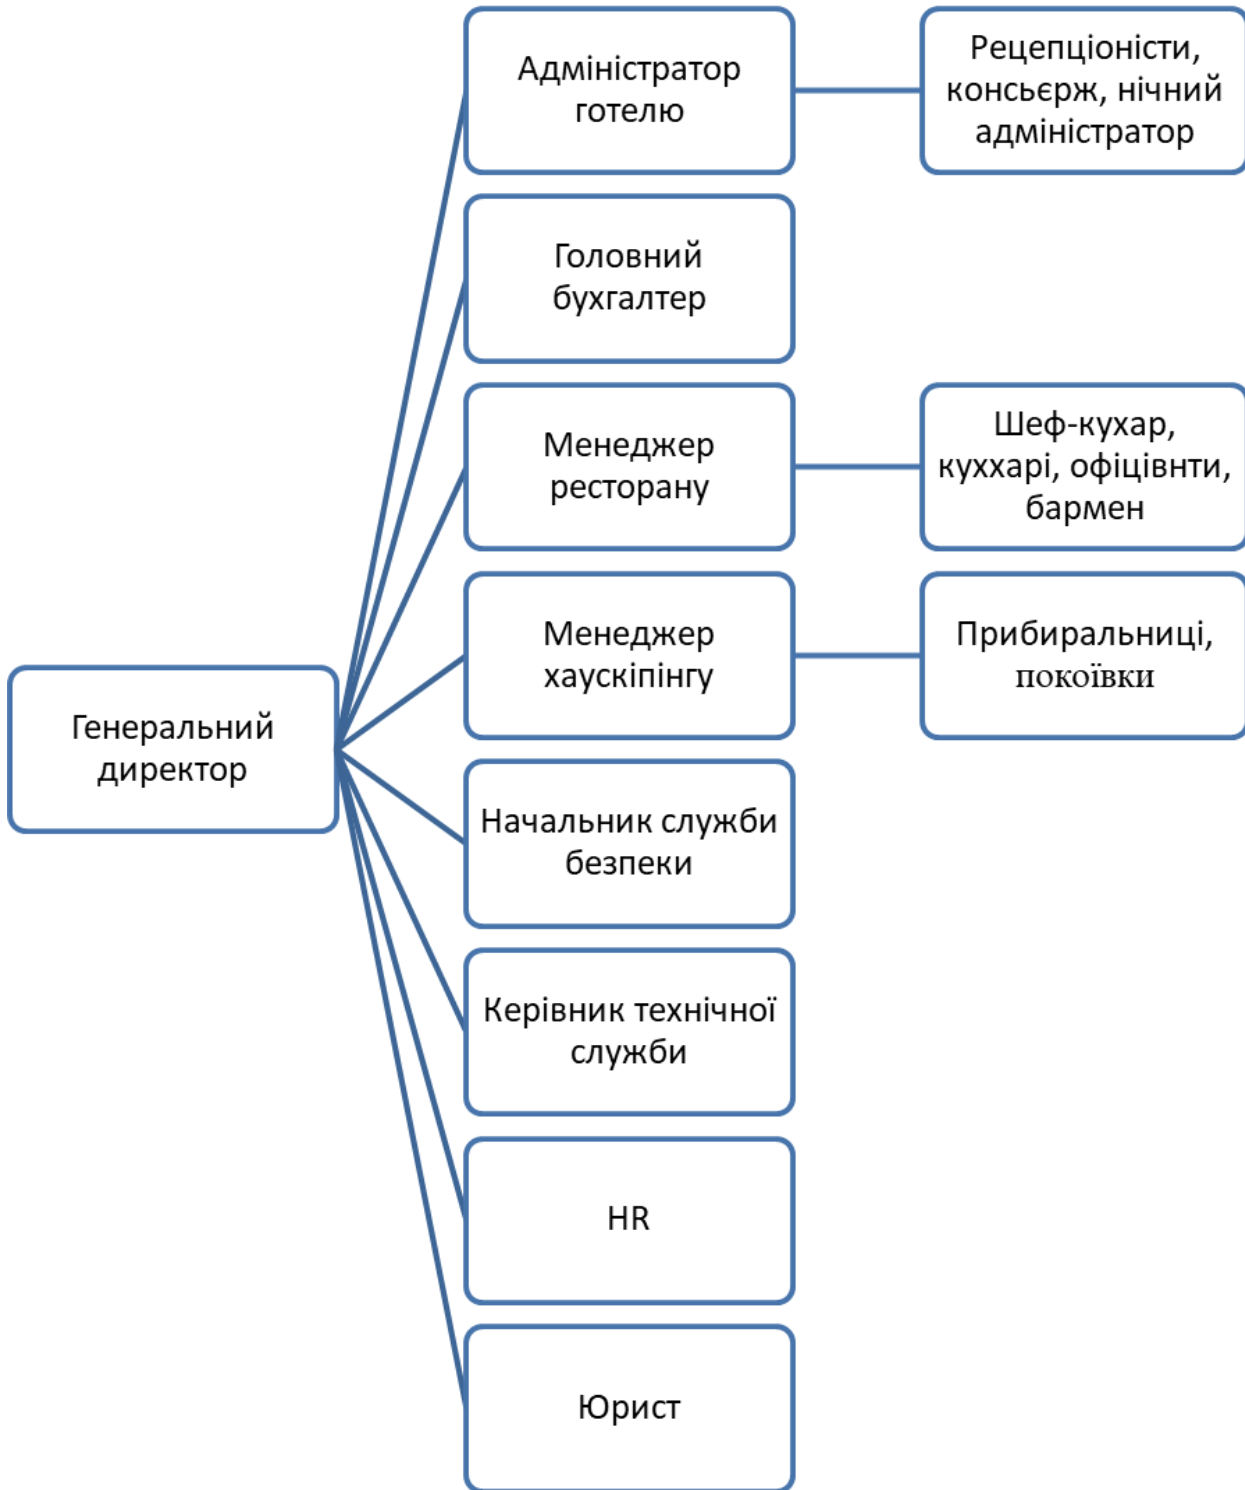 Адміністратор
готелю
Рецепціоністи,
консьєрж, нічний
адміністратор
Головний
бухгалтер
Менеджер
ресторану
Шеф-кухар,
куххарі, офіцівнти,
бармен
Менеджер
хаускіпінгу
Прибиральниці,
покоївки
Генеральний
директор
Начальник служби
безпеки
Керівник технічної
служби
HR
Юрист